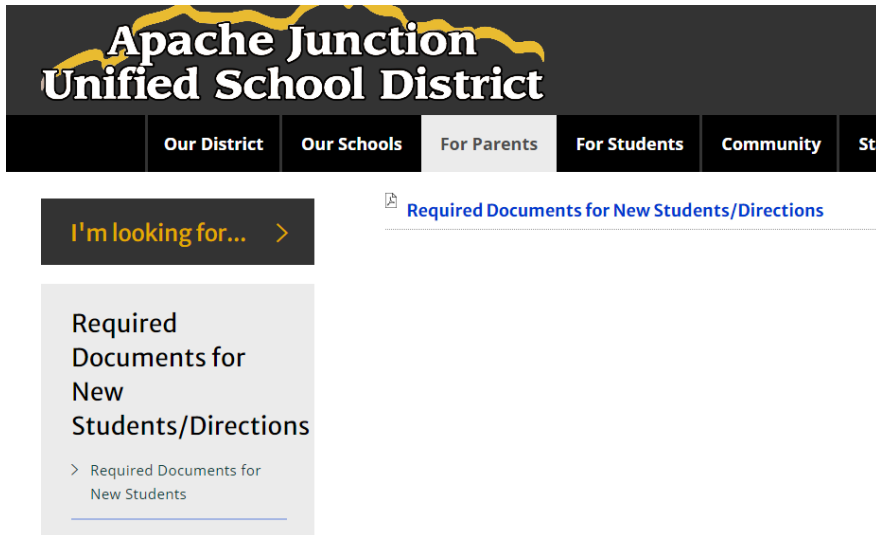 Apache Junction
Unified School District
Our District Our Schools For Parents For Students Community St
I'm looking for...
Required Documents for New Students/Directions
Required
Documents for
New
Students/Directions
Required Documents for
New Students